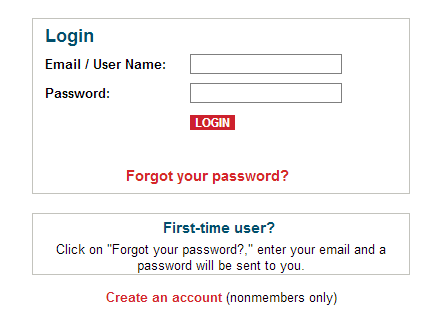 Login
Email / User Name:
Password:
LOGIN
Forgot your password?
First-time user?
Click on "Forgot your password?," enter your email and a
password will be sent to you.
Create an account (nonmembers only)